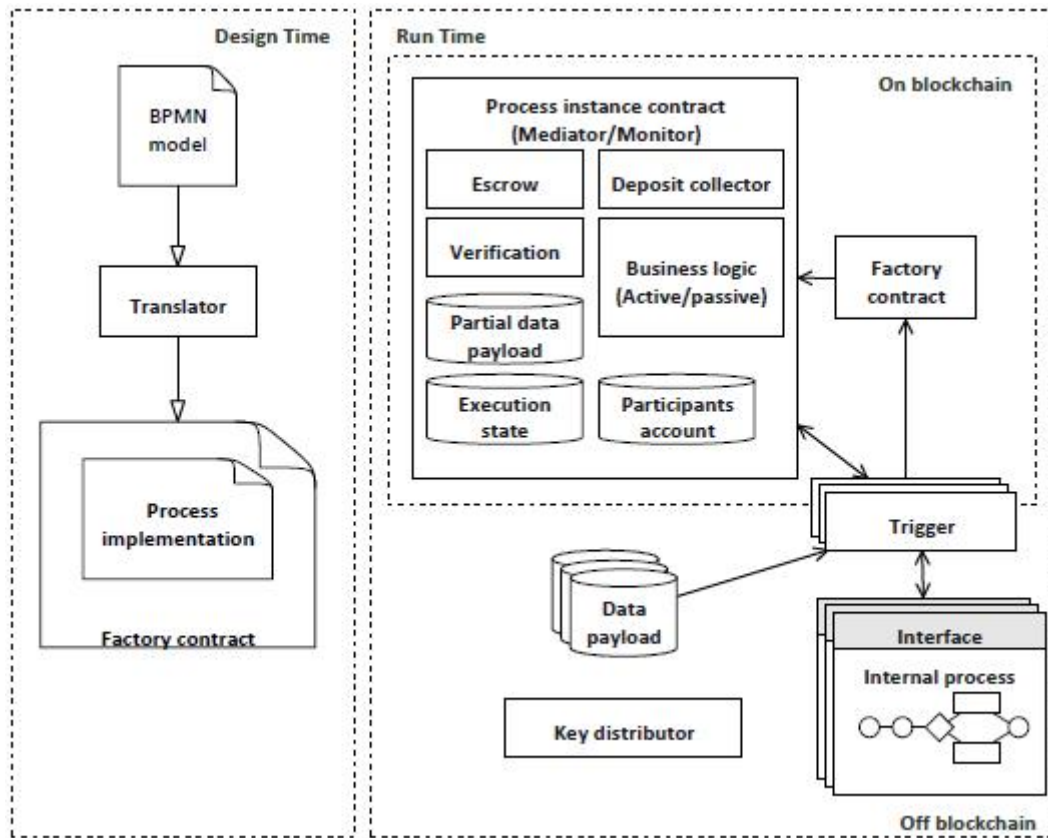 Design Time
BPMN
model
Translator
Process
implementation
Factory contract
Run Time
On blockchain
Process instance contract
(Mediator/Monitor)
Escrow
Deposit collector
Verification
Business logic
(Active/passive)
Partial data
payload
Execution
state
Participants
account
Factory
contract
Trigger
Data
payload
Interface
Internal process
Key distributor
Off blockchain